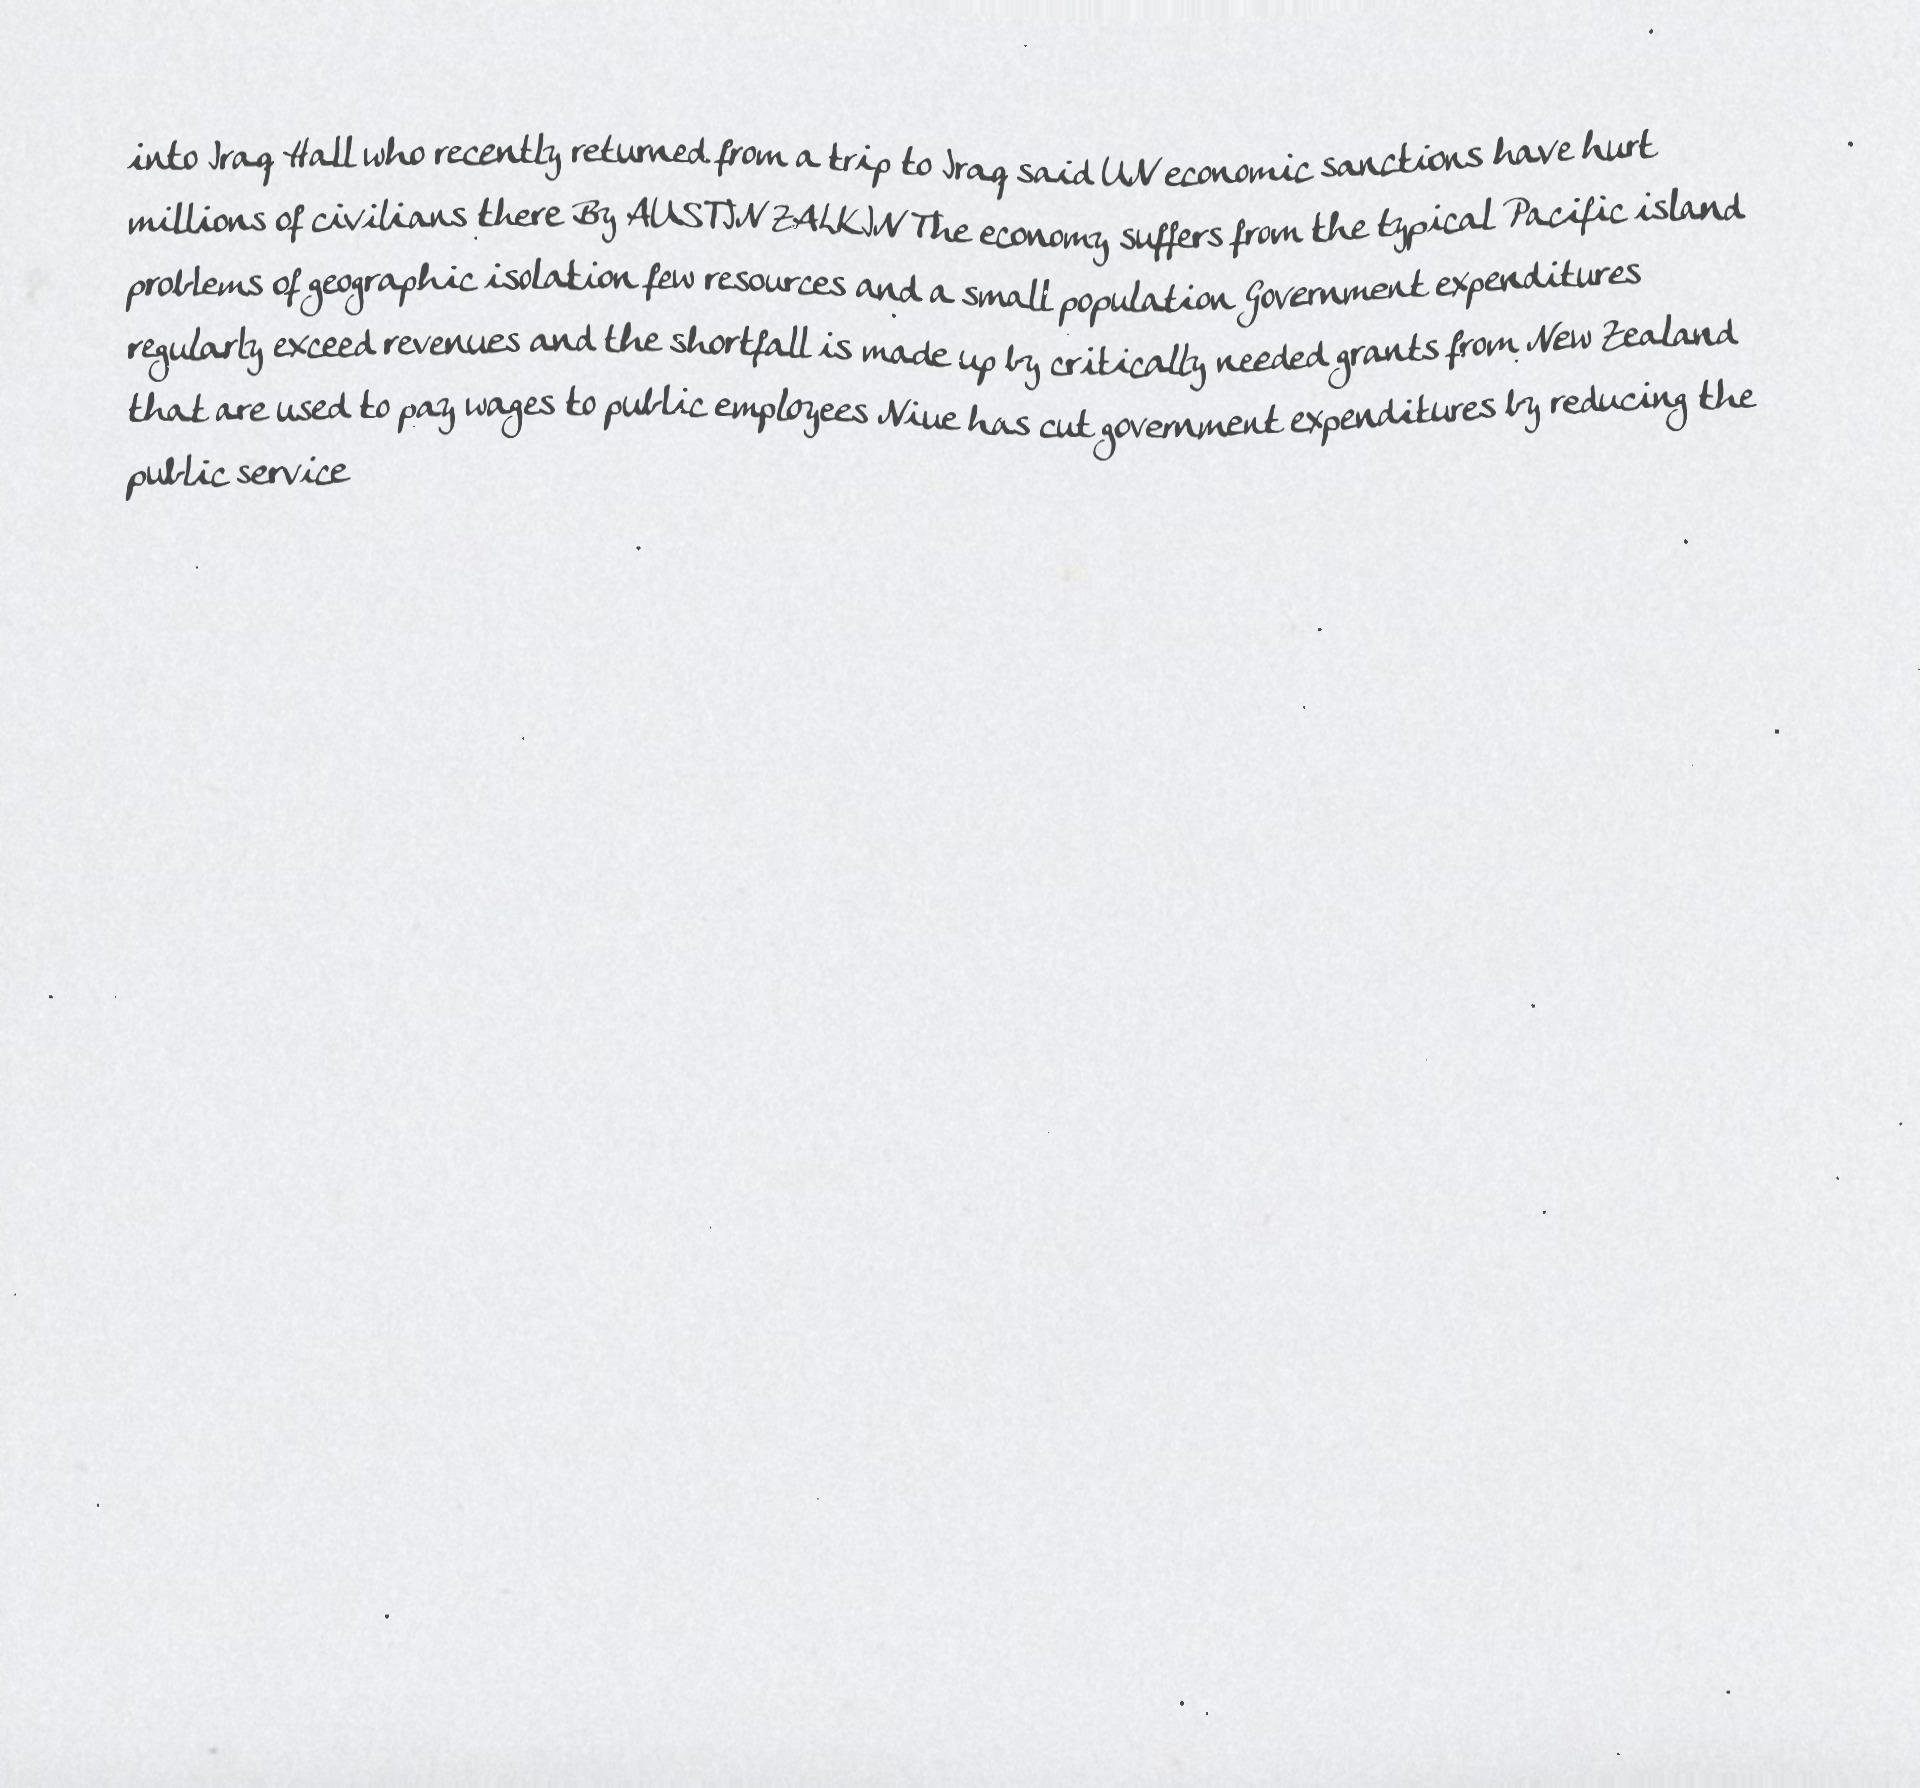 into Iraq Hall who recently returned from a trip to Iraq said UN economic sanctions have hurt
millions of civilians there By AUSTIN ZALKIN The economy suffers from the typical Pacific island
problems of geographic isolation few resources and a small population Government expenditures
regularly exceed revenues and the shortfall is made up by critically needed grants from New Zealand
that are used to pay wages to public employees Niue has cut government expenditures by reducing the
public service